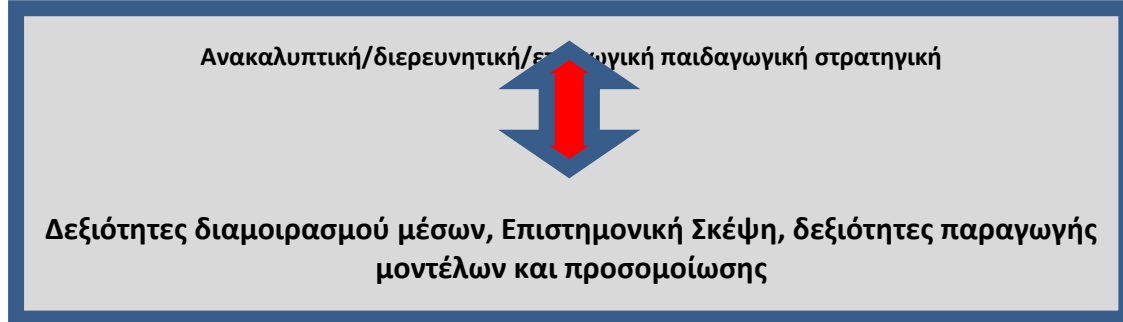 Ανακαλυπτική/διερευνητική/ παιδαγωγική στρατηγική
Δεξιότητες διαμοιρασμού μέσων, Επιστημονική Σκέψη, δεξιότητες παραγωγής
μοντέλων και προσομοίωσης